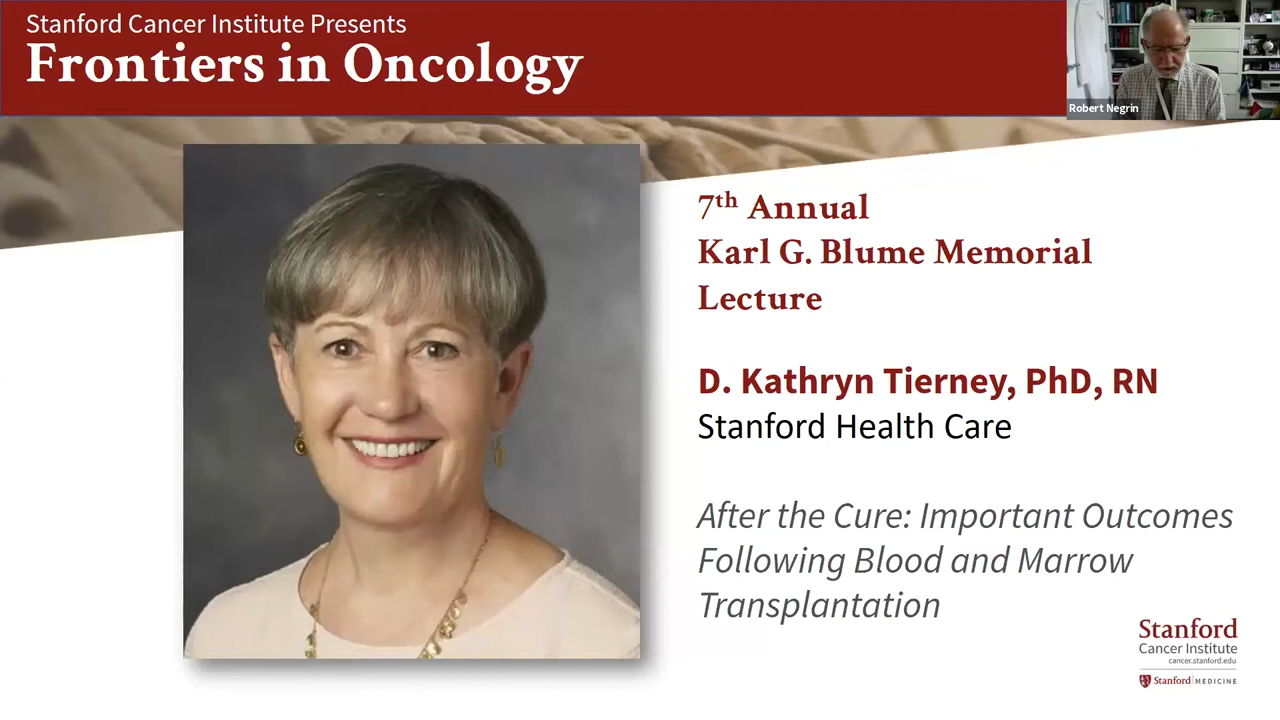 Stanford Cancer Institute Presents
Frontiers in Oncology
Robert Negrin
7th Annual
Karl G. Blume Memorial
Lecture
D. Kathryn Tierney, PhD, RN
Stanford Health Care
After the Cure: Important Outcomes
Following Blood and Marrow
Transplantation
Stanford
Cancer Institute
cancer.stanford.edu
Stanford MEDICINE